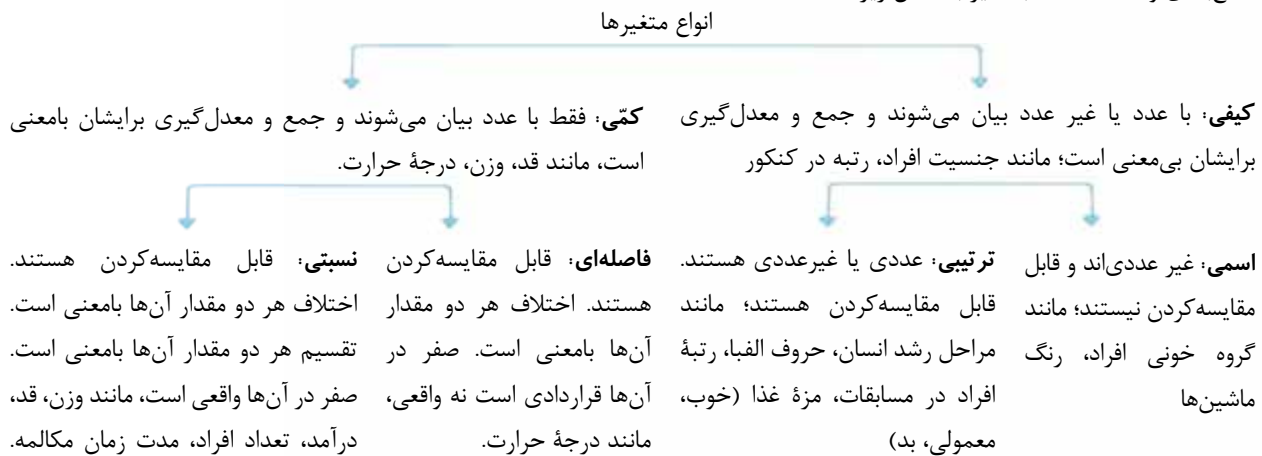 انواع متغیرها
کیفی: با عدد یا غیر عدد بیان می‌شوند و جمع و معدل‌گیری
برایشان بی‌معنی است؛ مانند جنسیت افراد، رتبه در کنکور
کمّی: فقط با عدد بیان می‌شوند و جمع و معدل‌گیری برایشان بامعنی
است، مانند قد، وزن، درجهٔ حرارت.
اسمی: غیر عددی‌اند و قابل
مقایسه‌کردن نیستند؛ مانند
گروه خونی افراد، رنگ
ماشین‌ها
ترتیبی: عددی یا غیرعددی هستند.
قابل مقایسه‌کردن هستند؛ مانند
مراحل رشد انسان، حروف الفبا، رتبهٔ
افراد در مسابقات، مزهٔ غذا (خوب،
معمولی، بد)
فاصله‌ای: قابل مقایسه‌کردن
هستند. اختلاف هر دو مقدار
آن‌ها بامعنی است. صفر در
آن‌ها قراردادی است نه واقعی،
مانند درجهٔ حرارت.
نسبتی: قابل مقایسه‌کردن هستند.
اختلاف هر دو مقدار آن‌ها بامعنی است.
تقسیم هر دو مقدار آن‌ها بامعنی است.
صفر در آن‌ها واقعی است، مانند وزن، قد،
درآمد، تعداد افراد، مدت زمان مکالمه.